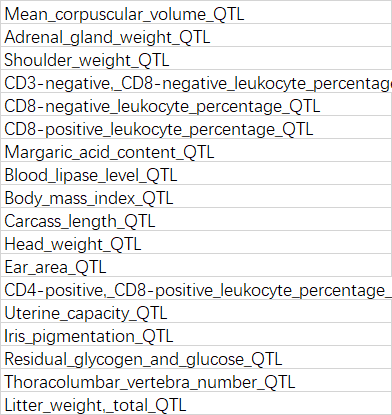 Mean_corpuscular_volume_QTL
Adrenal_gland_weight_QTL
Shoulder_weight_QTL
CD3-negative,_CD8-negative_leukocyte_percentage
CD8-negative_leukocyte_percentage_QTL
CD8-positive_leukocyte_percentage_QTL
Margaric_acid_content_QTL
Blood_lipase_level_QTL
Body_mass_index_QTL
Carcass_length_QTL
Head_weight_QTL
Ear_area_QTL
CD4-positive,_CD8-positive_leukocyte_percentage_
Uterine_capacity_QTL
Iris_pigmentation_QTL
Residual_glycogen_and_glucose_QTL
Thoracolumbar_vertebra_number_QTL
Litter_weight,_total_QTL